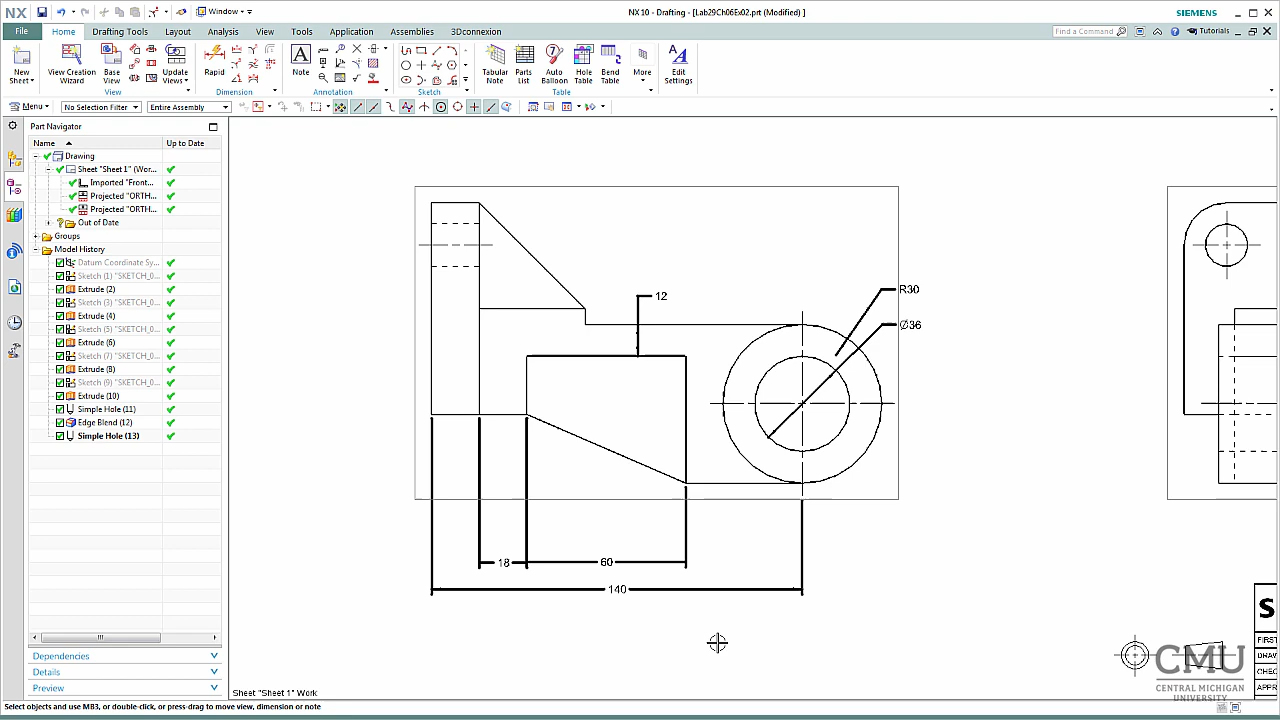 NX
Window
NX 10 - Drafting - [Lab29Ch06Ex02.prt (Modified) ]
SIEMENS
File
Home
Drafting Tools
Layout
Analysis
View
Tools
Application
Assemblies
3Dconnexion
Find a Command
Tutorials
New Sheet
View Creation Wizard
Base View
Update Views
Rapid
Note
Tabular Note
Parts List
Auto Balloon
Hole Table
Bend Table
More
Edit Settings
View
Dimension
Annotation
Sketch
Table
Menu
No Selection Filter
Entire Assembly
Part Navigator
Name
Up to Date
Drawing
Sheet "Sheet 1" (Wor...
Imported "Front...
Projected "ORTH...
Projected "ORTH...
Out of Date
Groups
Model History
Datum Coordinate Sy...
Sketch (1) "SKETCH_0...
Extrude (2)
Sketch (3) "SKETCH_0...
Extrude (4)
Sketch (5) "SKETCH_0...
Extrude (6)
Sketch (7) "SKETCH_0...
Extrude (8)
Sketch (9) "SKETCH_0...
Extrude (10)
Simple Hole (11)
Edge Blend (12)
Simple Hole (13)
Dependencies
Details
Preview
12
R30
Ø36
18
60
140
S
FIRST
DRAW
CHEC
APPR
CMU
CENTRAL MICHIGAN
UNIVERSITY
Sheet "Sheet 1" Work
Select objects and use MB3, or double-click, or press-drag to move view, dimension or note